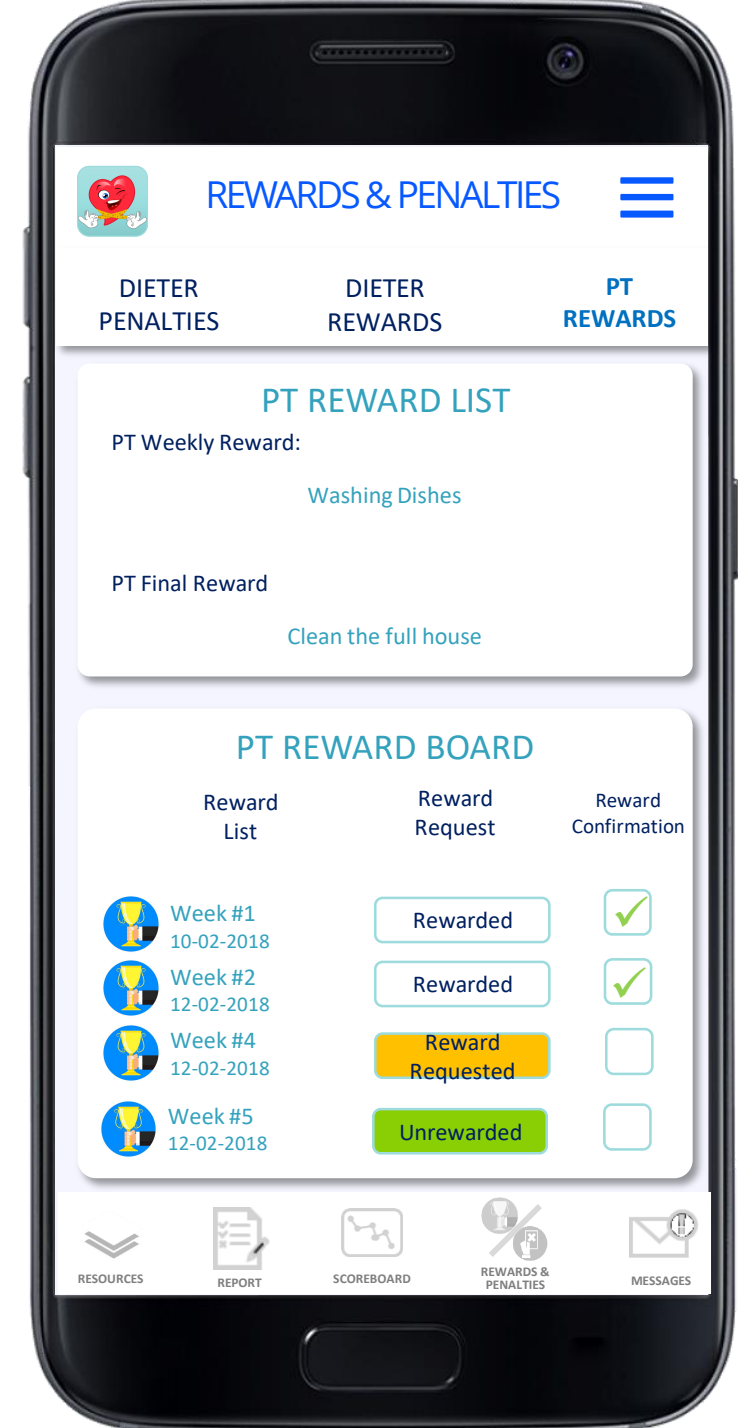 REWARDS & PENALTIES
DIETER
PENALTIES
DIETER
REWARDS
PT
REWARDS
PT REWARD LIST
PT Weekly Reward:
Washing Dishes
PT Final Reward
Clean the full house
PT REWARD BOARD
Reward
List
Reward
Request
Reward
Confirmation
Week #1
10-02-2018
Rewarded
Week #2
12-02-2018
Rewarded
Week #4
12-02-2018
Reward
Requested
Week #5
12-02-2018
Unrewarded
RESOURCES
REPORT
SCOREBOARD
REWARDS &
PENALTIES
MESSAGES